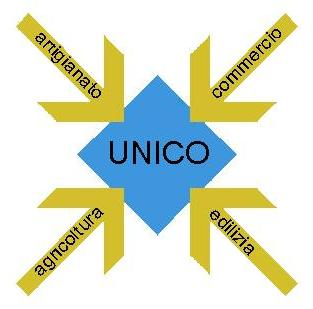 artigianato
commercio
UNICO
agricoltura
edilizia